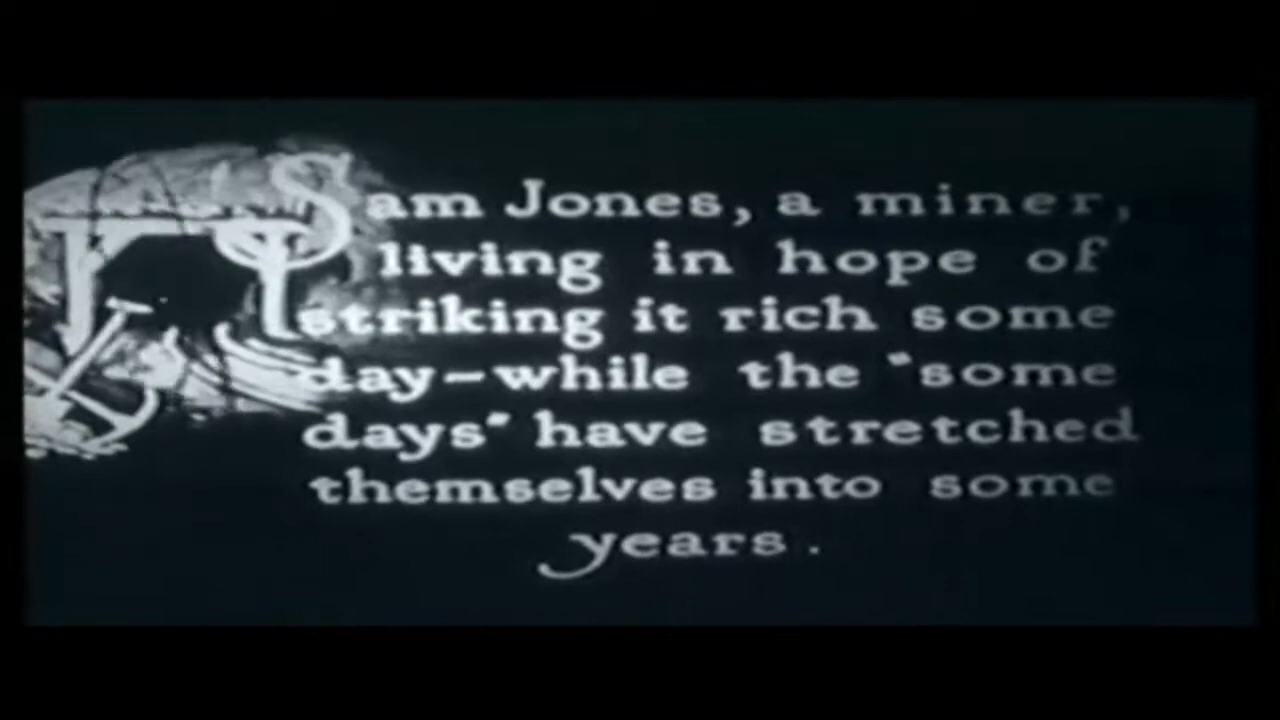 Sam Jones, a miner,
living in hope of
striking it rich some
day-while the "some
days" have stretched
themselves into some
years.